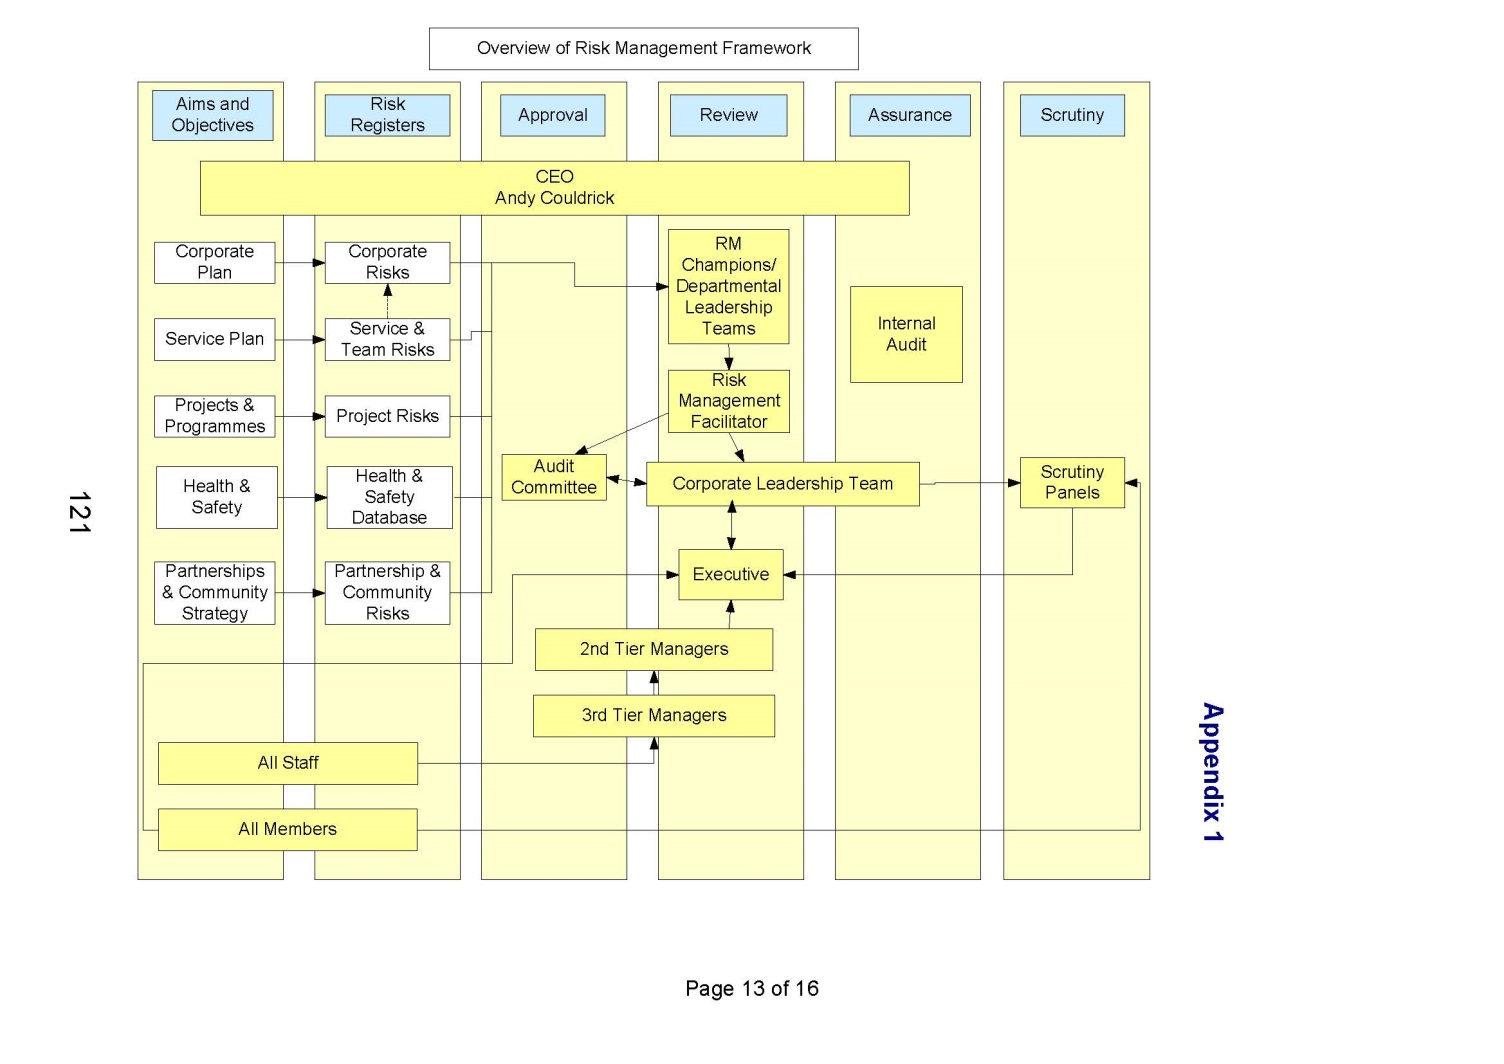 Overview of Risk Management Framework
Aims and
Objectives
Risk
Registers
Approval
Review
Assurance
Scrutiny
CEO
Andy Couldrick
Corporate
Plan
Corporate
Risks
RM
Champions/
Departmental
Leadership
Teams
Service Plan
Service &
Team Risks
Internal
Audit
Projects &
Programmes
Project Risks
Risk
Management
Facilitator
Health &
Safety
Health &
Safety
Database
Audit
Committee
Corporate Leadership Team
Scrutiny
Panels
Partnerships
& Community
Strategy
Partnership &
Community
Risks
Executive
2nd Tier Managers
3rd Tier Managers
All Staff
All Members
121
Appendix 1
Page 13 of 16